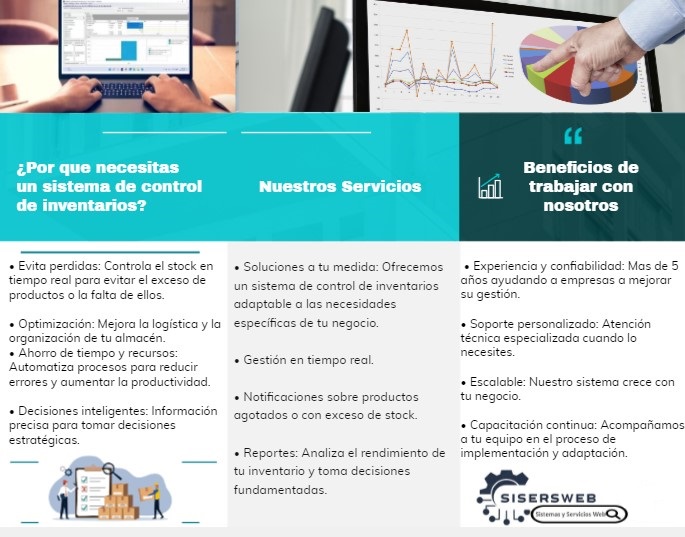 ¿Por que necesitas
un sistema de control
de inventarios?
• Evita perdidas: Controla el stock en
tiempo real para evitar el exceso de
productos o la falta de ellos.
• Optimización: Mejora la logística y la
organización de tu almacén.
• Ahorro de tiempo y recursos:
Automatiza procesos para reducir
errores y aumentar la productividad.
• Decisiones inteligentes: Información
precisa para tomar decisiones
estratégicas.
Nuestros Servicios
• Soluciones a tu medida: Ofrecemos
un sistema de control de inventarios
adaptable a las necesidades
específicas de tu negocio.
• Gestión en tiempo real.
• Notificaciones sobre productos
agotados o con exceso de stock.
• Reportes: Analiza el rendimiento de
tu inventario y toma decisiones
fundamentadas.
“
Beneficios de
trabajar con
nosotros
• Experiencia y confiabilidad: Mas de 5
años ayudando a empresas a mejorar
su gestión.
• Soporte personalizado: Atención
técnica especializada cuando lo
necesites.
• Escalable: Nuestro sistema crece con
tu negocio.
• Capacitación continua: Acompañamos
a tu equipo en el proceso de
implementación y adaptación.
SISERSWEB
Sistemas y Servicios Web